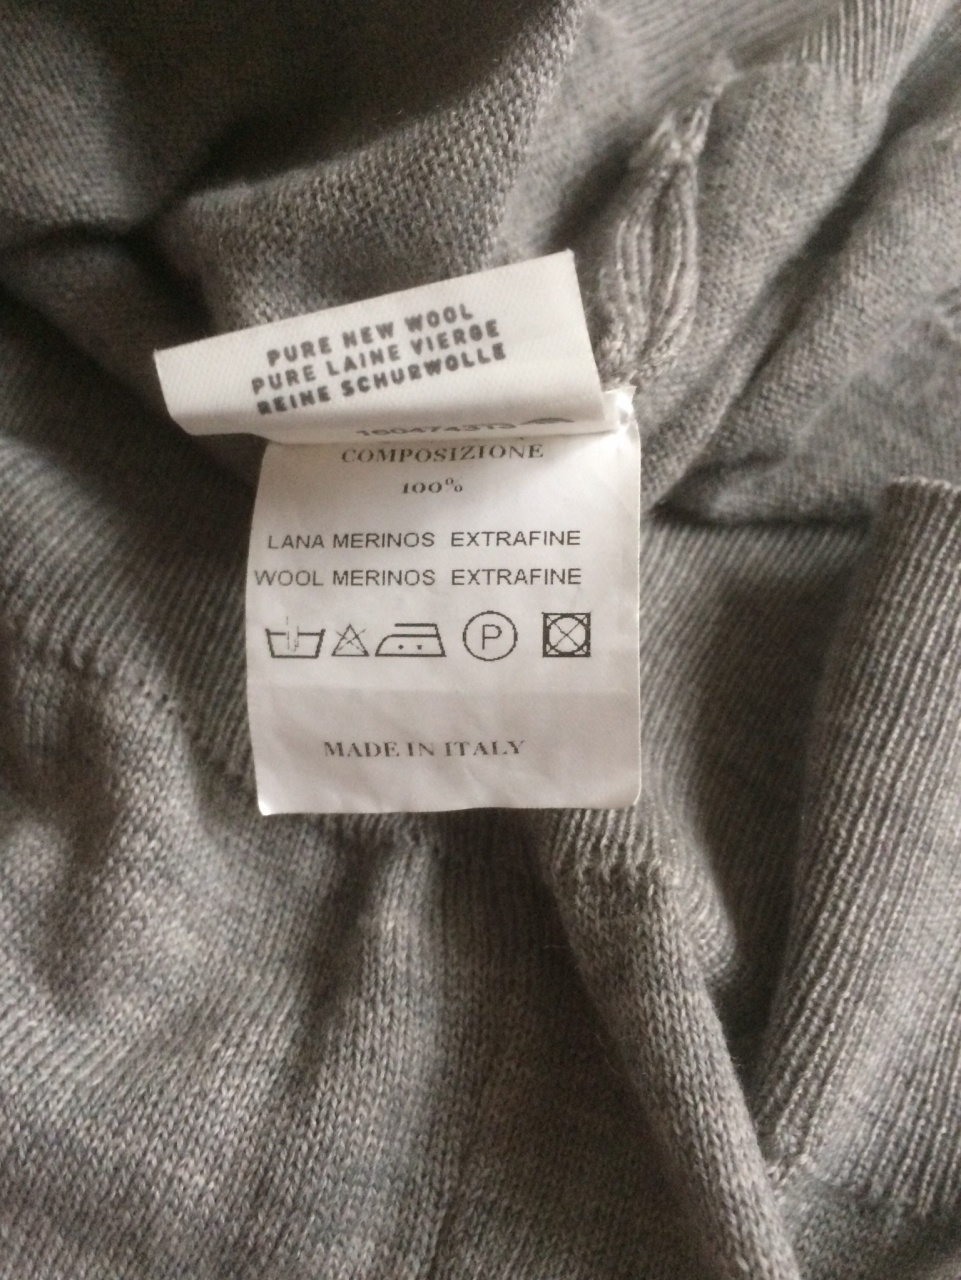 PURE NEW WOOL
PURE LAINE VIERGE
REINE SCHURWOLLE
COMPOSIZIONE
100%
LANA MERINOS EXTRAFINE
WOOL MERINOS EXTRAFINE
P
MADE IN ITALY